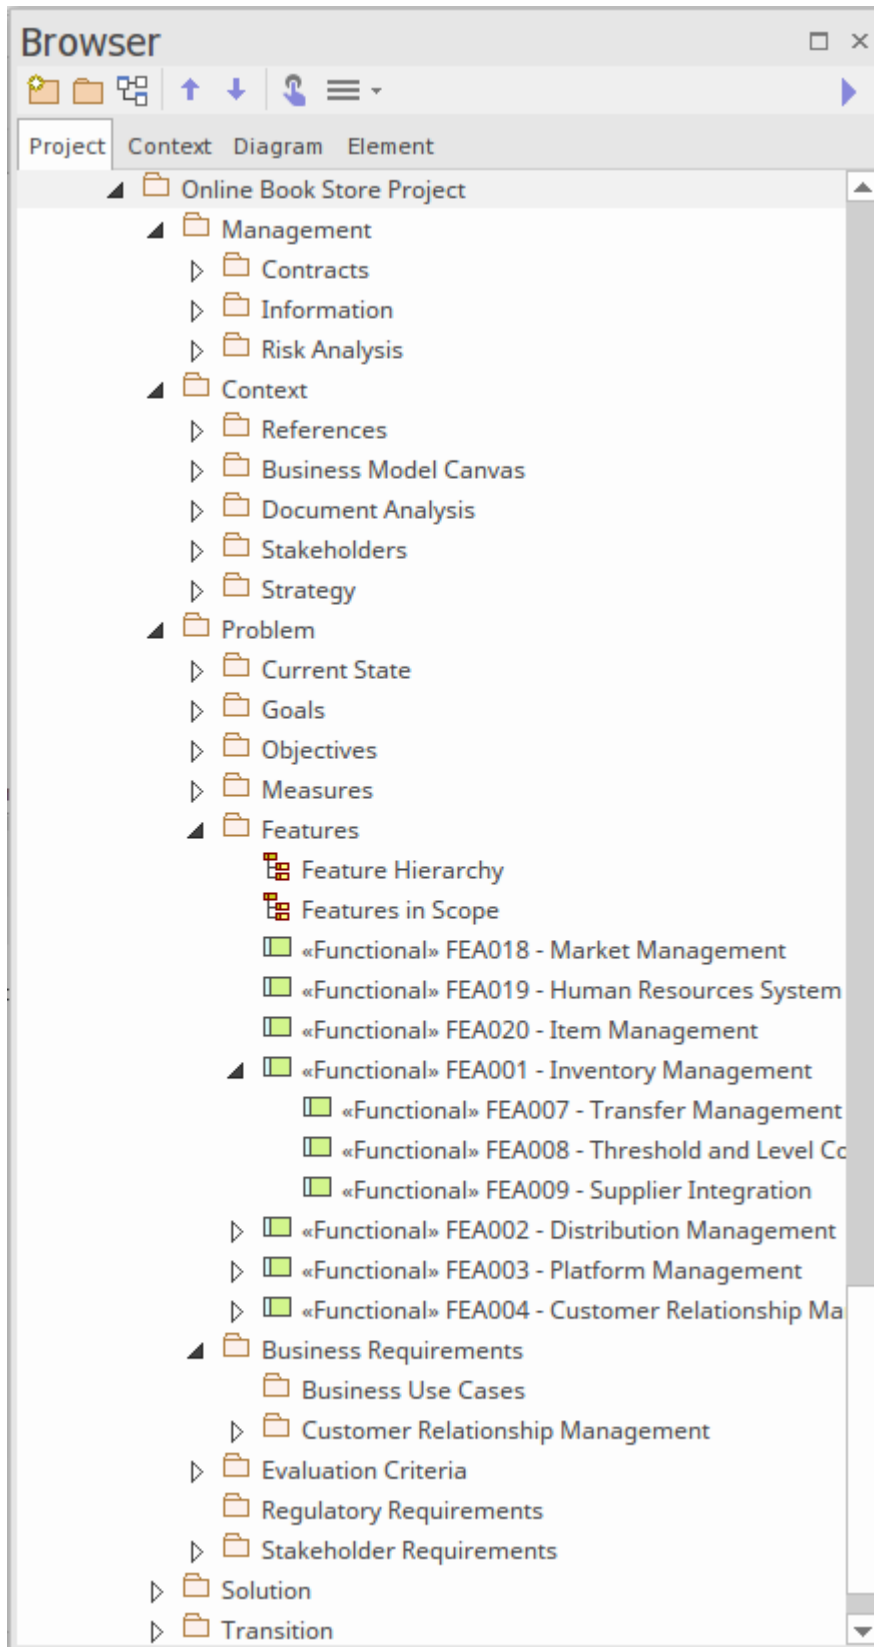 Browser
Project Context Diagram Element
Online Book Store Project
Management
Contracts
Information
Risk Analysis
Context
References
Business Model Canvas
Document Analysis
Stakeholders
Strategy
Problem
Current State
Goals
Objectives
Measures
Features
Feature Hierarchy
Features in Scope
«Functional» FEA018 - Market Management
«Functional» FEA019 - Human Resources System
«Functional» FEA020 - Item Management
«Functional» FEA001 - Inventory Management
«Functional» FEA007 - Transfer Management
«Functional» FEA008 - Threshold and Level Co
«Functional» FEA009 - Supplier Integration
«Functional» FEA002 - Distribution Management
«Functional» FEA003 - Platform Management
«Functional» FEA004 - Customer Relationship Ma
Business Requirements
Business Use Cases
Customer Relationship Management
Evaluation Criteria
Regulatory Requirements
Stakeholder Requirements
Solution
Transition